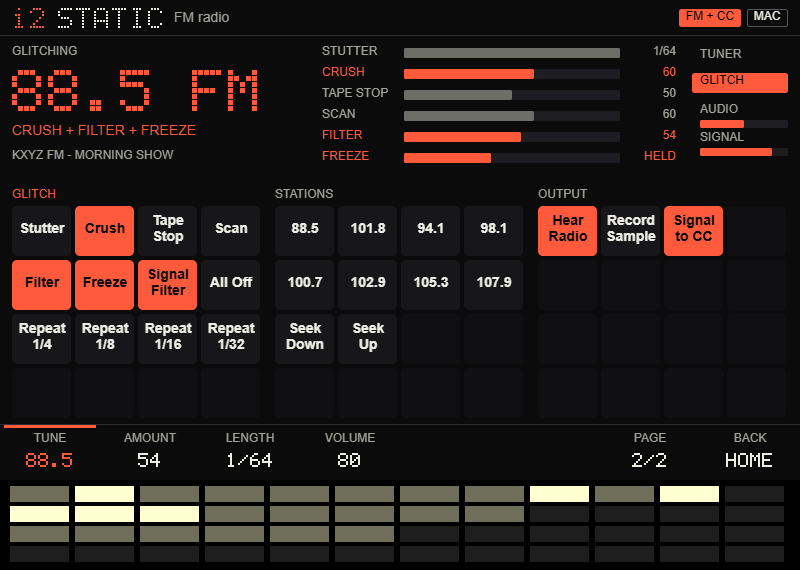 i2 STATIC FM radio FM + CC MAC
GLITCHING
88.5 FM
CRUSH + FILTER + FREEZE
KXYZ FM - MORNING SHOW
STUTTER 1/64
CRUSH 60
TAPE STOP 50
SCAN 60
FILTER 54
FREEZE HELD
TUNER
GLITCH
AUDIO
SIGNAL
GLITCH
Stutter Crush Tape Stop Scan
Filter Freeze Signal Filter All Off
Repeat 1/4 Repeat 1/8 Repeat 1/16 Repeat 1/32
STATIONS
88.5 101.8 94.1 98.1
100.7 102.9 105.3 107.9
Seek Down Seek Up
OUTPUT
Hear Radio Record Sample Signal to CC
TUNE AMOUNT LENGTH VOLUME PAGE BACK
88.5 54 1/64 80 2/2 HOME